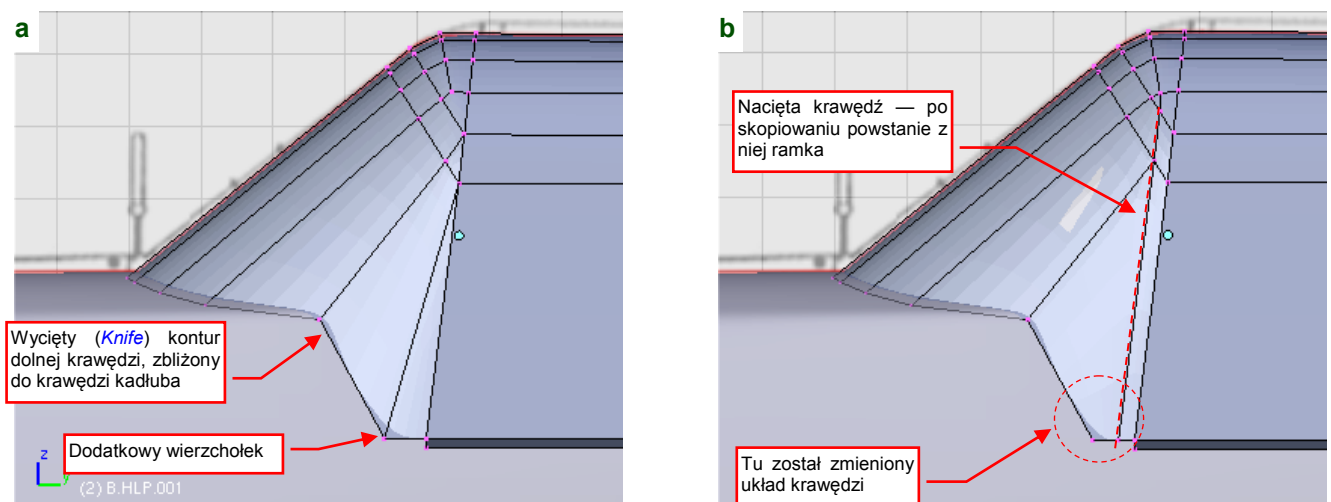 a
Wycięty (Knife) kontur
dolnej krawędzi, zbliżony
do krawędzi kadłuba
Dodatkowy wierzchołek
z
y
(2) B.HLP.001
b
Nacięta krawędź — po
skopiowaniu powstanie z
niej ramka
Tu został zmieniony
układ krawędzi